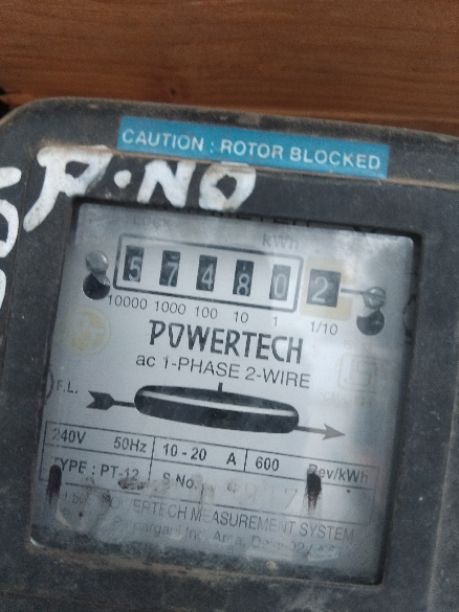 CAUTION : ROTOR BLOCKED
P.NO
kWh
5 7 4 8 0 2
10000 1000 100 10 1 1/10
POWERTECH
ac 1-PHASE 2-WIRE
F.L.
240V 50Hz 10-20 A 600 Rev/kWh
TYPE : PT-12 S No.
POWERTECH MEASUREMENT SYSTEM
Ind. Area,